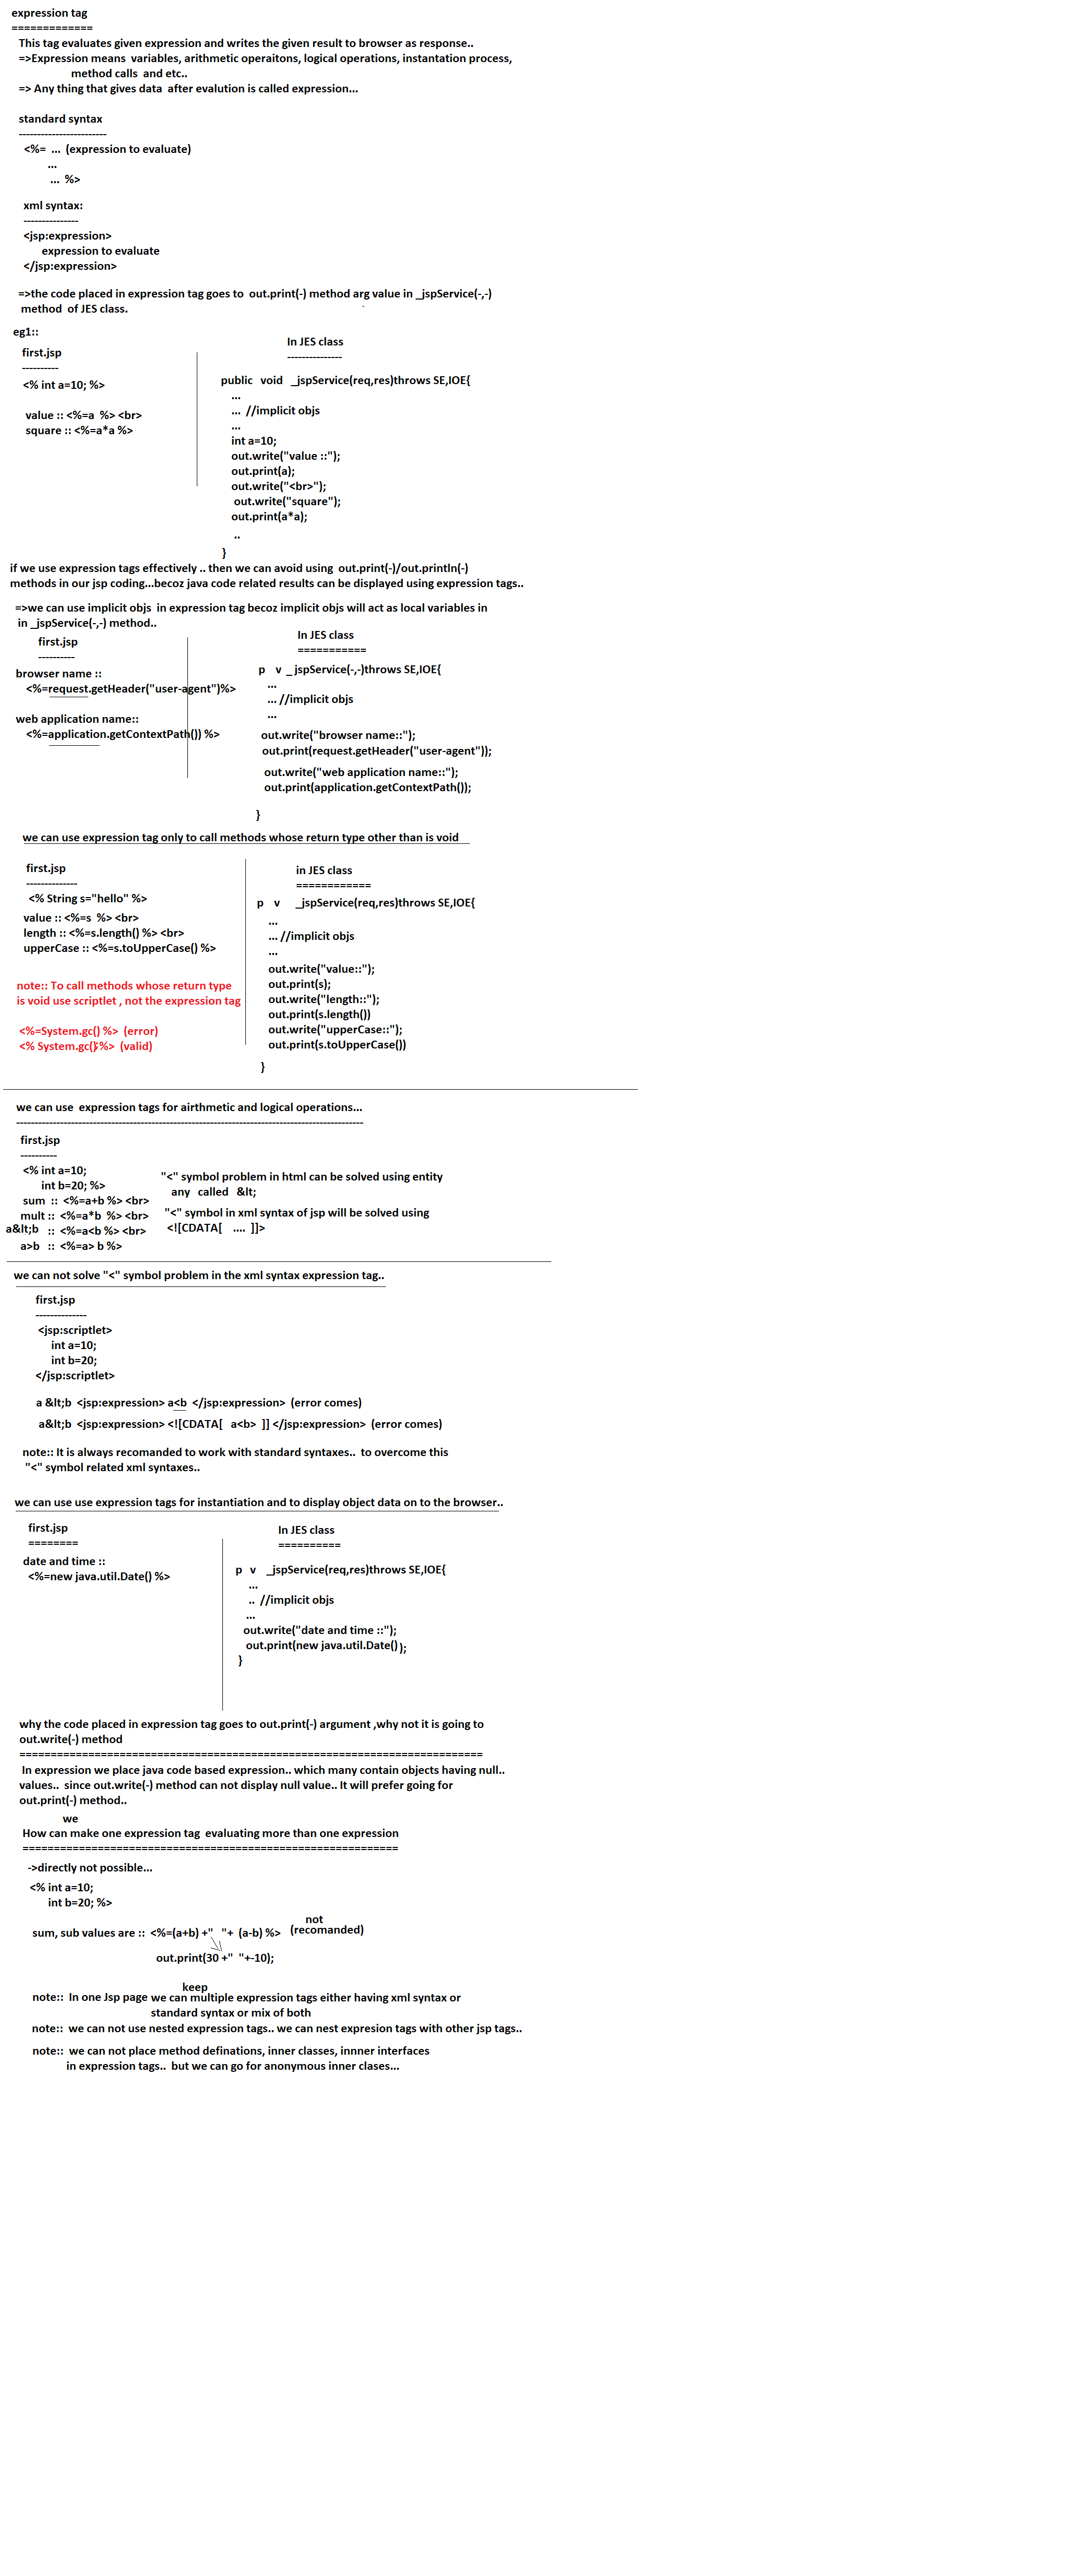 expression tag
=============
This tag evaluates given expression and writes the given result to browser as response..
=>Expression means variables, arithmetic operaitons, logical operations, instantation process,
method calls and etc..
=> Any thing that gives data after evalution is called expression...
standard syntax
------------------------
<%= ... (expression to evaluate)
...
... %>
xml syntax:
---------------
<jsp:expression>
expression to evaluate
</jsp:expression>
=>the code placed in expression tag goes to out.print(-) method arg value in _jspService(-,-)
method of JES class.
eg1::
first.jsp
----------
<% int a=10; %>
value :: <%=a %> <br>
square :: <%=a*a %>
In JES class
---------------
public void _jspService(req,res)throws SE,IOE{
...
... //implicit objs
...
int a=10;
out.write("value ::");
out.print(a);
out.write("<br>");
out.write("square");
out.print(a*a);
..
}
if we use expression tags effectively .. then we can avoid using out.print(-)/out.println(-)
methods in our jsp coding...becoz java code related results can be displayed using expression tags..
=>we can use implicit objs in expression tag becoz implicit objs will act as local variables in
in _jspService(-,-) method..
first.jsp
----------
browser name ::
<%=request.getHeader("user-agent")%>
web application name::
<%=application.getContextPath()) %>
In JES class
===========
p v _ jspService(-,-)throws SE,IOE{
...
... //implicit objs
...
out.write("browser name::");
out.print(request.getHeader("user-agent"));
out.write("web application name::");
out.print(application.getContextPath());
}
we can use expression tag only to call methods whose return type other than is void
first.jsp
--------------
<% String s="hello" %>
value :: <%=s %> <br>
length :: <%=s.length() %> <br>
upperCase :: <%=s.toUpperCase() %>
note:: To call methods whose return type
is void use scriptlet , not the expression tag
<%=System.gc() %> (error)
<% System.gc();%> (valid)
in JES class
============
p v _jspService(req,res)throws SE,IOE{
...
... //implicit objs
...
out.write("value::");
out.print(s);
out.write("length::");
out.print(s.length())
out.write("upperCase::");
out.print(s.toUpperCase())
}
we can use expression tags for airthmetic and logical operations...
-----------------------------------------------------------------------------------------------
first.jsp
----------
<% int a=10;
int b=20; %>
sum :: <%=a+b %> <br>
mult :: <%=a*b %> <br>
a&lt;b :: <%=a<b %> <br>
a>b :: <%=a> b %>
"<" symbol problem in html can be solved using entity
any called &lt;
"<" symbol in xml syntax of jsp will be solved using
<![CDATA[ .... ]]>
we can not solve "<" symbol problem in the xml syntax expression tag..
first.jsp
--------------
<jsp:scriptlet>
int a=10;
int b=20;
</jsp:scriptlet>
a &lt;b <jsp:expression> a<b </jsp:expression> (error comes)
a&lt;b <jsp:expression> <![CDATA[ a<b> ]] </jsp:expression> (error comes)
note:: It is always recomanded to work with standard syntaxes.. to overcome this
"<" symbol related xml syntaxes..
we can use use expression tags for instantiation and to display object data on to the browser..
first.jsp
========
date and time ::
<%=new java.util.Date() %>
In JES class
==========
p v _jspService(req,res)throws SE,IOE{
...
.. //implicit objs
...
out.write("date and time ::");
out.print(new java.util.Date() );
}
why the code placed in expression tag goes to out.print(-) argument ,why not it is going to
out.write(-) method
==========================================================================
In expression we place java code based expression.. which many contain objects having null..
values.. since out.write(-) method can not display null value.. It will prefer going for
out.print(-) method..
we
How can make one expression tag evaluating more than one expression
============================================================
->directly not possible...
<% int a=10;
int b=20; %>
not
sum, sub values are :: <%=(a+b) +" "+ (a-b) %> (recomanded)
out.print(30 +" "+-10);
keep
note:: In one Jsp page we can multiple expression tags either having xml syntax or
standard syntax or mix of both
note:: we can not use nested expression tags.. we can nest expresion tags with other jsp tags..
note:: we can not place method definations, inner classes, innner interfaces
in expression tags.. but we can go for anonymous inner clases...